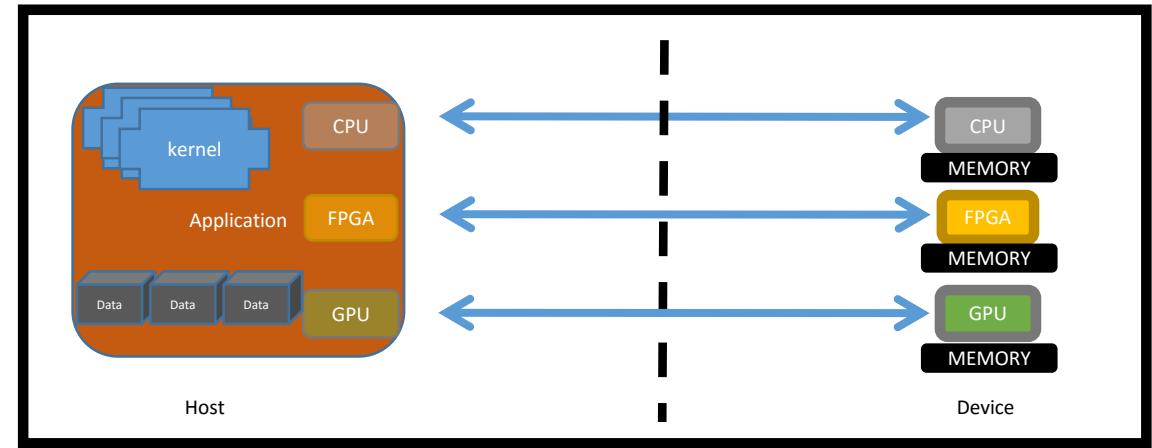 kernel
Application
Data
Data
Data
CPU
FPGA
GPU
Host
CPU
MEMORY
FPGA
MEMORY
GPU
MEMORY
Device